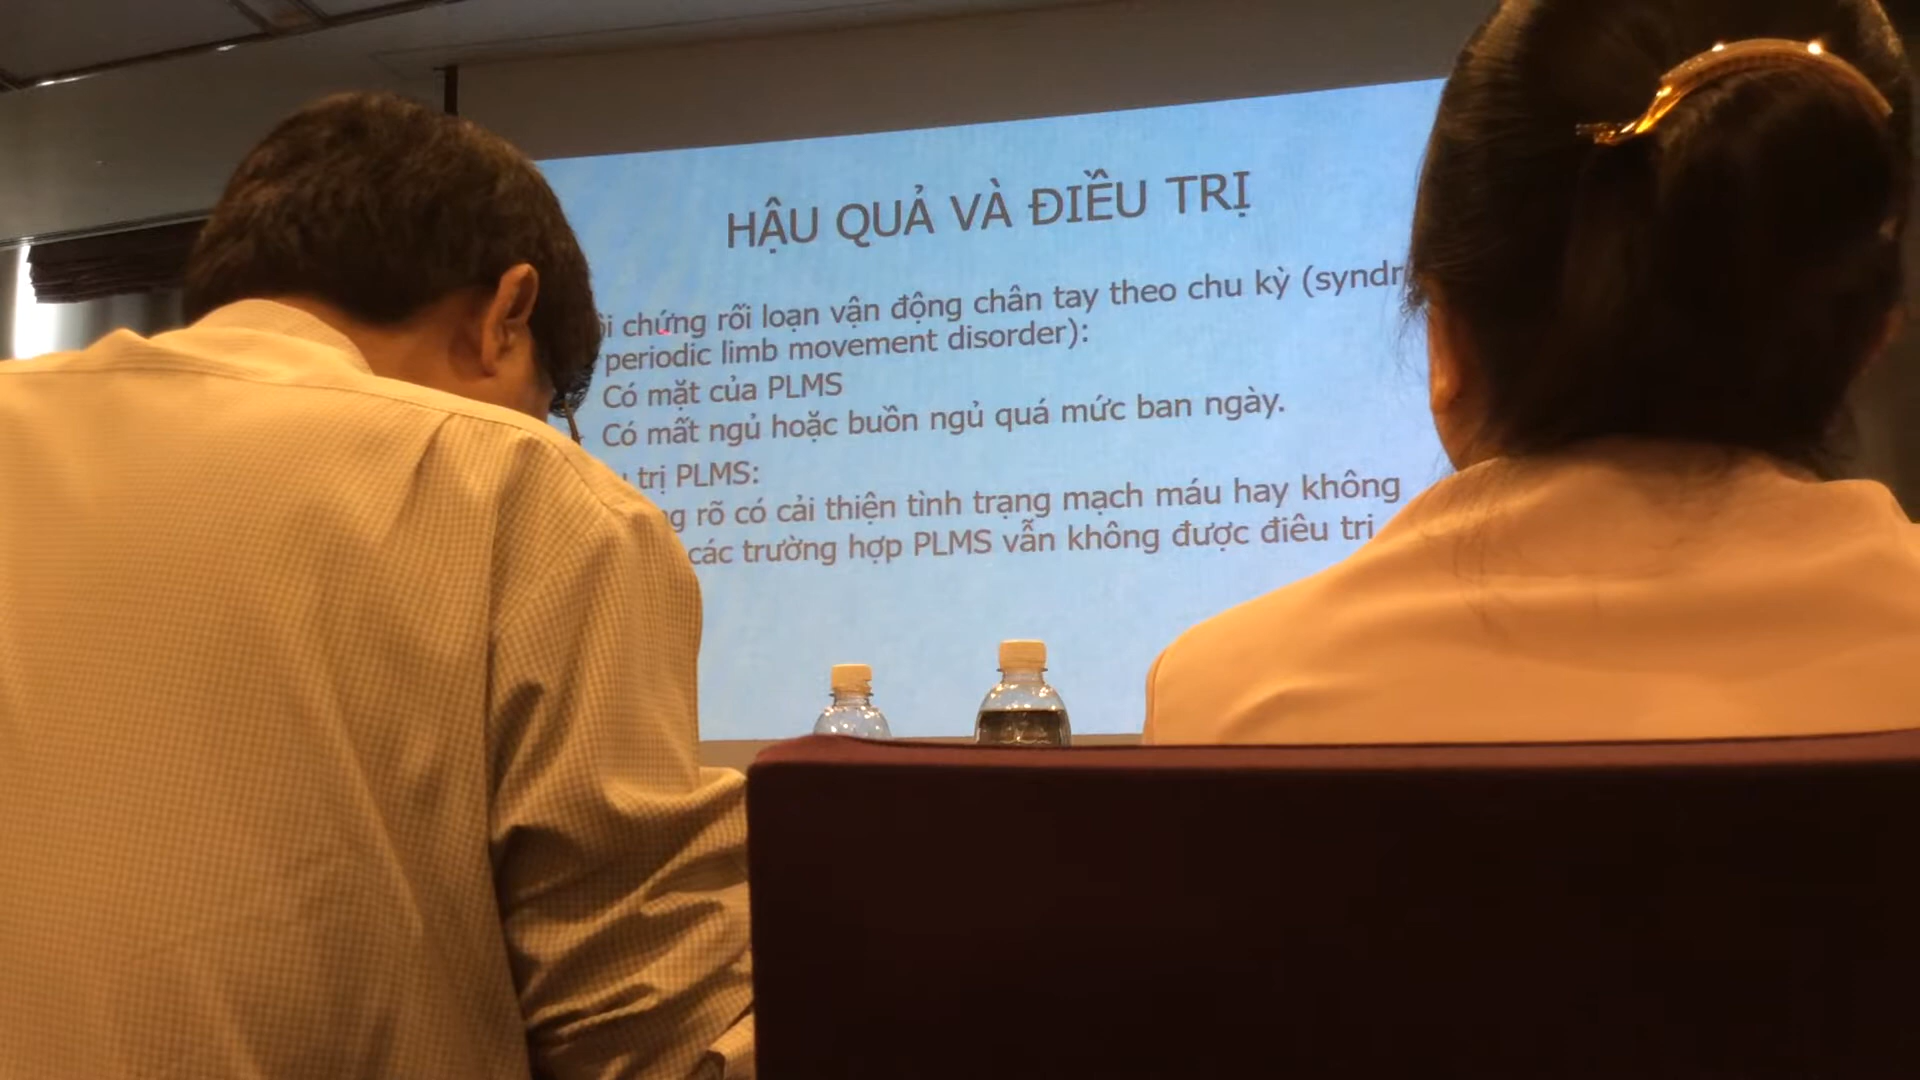 HẬU QUẢ VÀ ĐIỀU TRỊ
chứng rối loạn vận động chân tay theo chu kỳ
periodic limb movement disorder):
Có mặt của PLMS
Có mất ngủ hoặc buồn ngủ quá mức ban ngày.
trị PLMS:
rõ có cải thiện tình trạng mạch máu hay không
các trường hợp PLMS vẫn không được điều trị